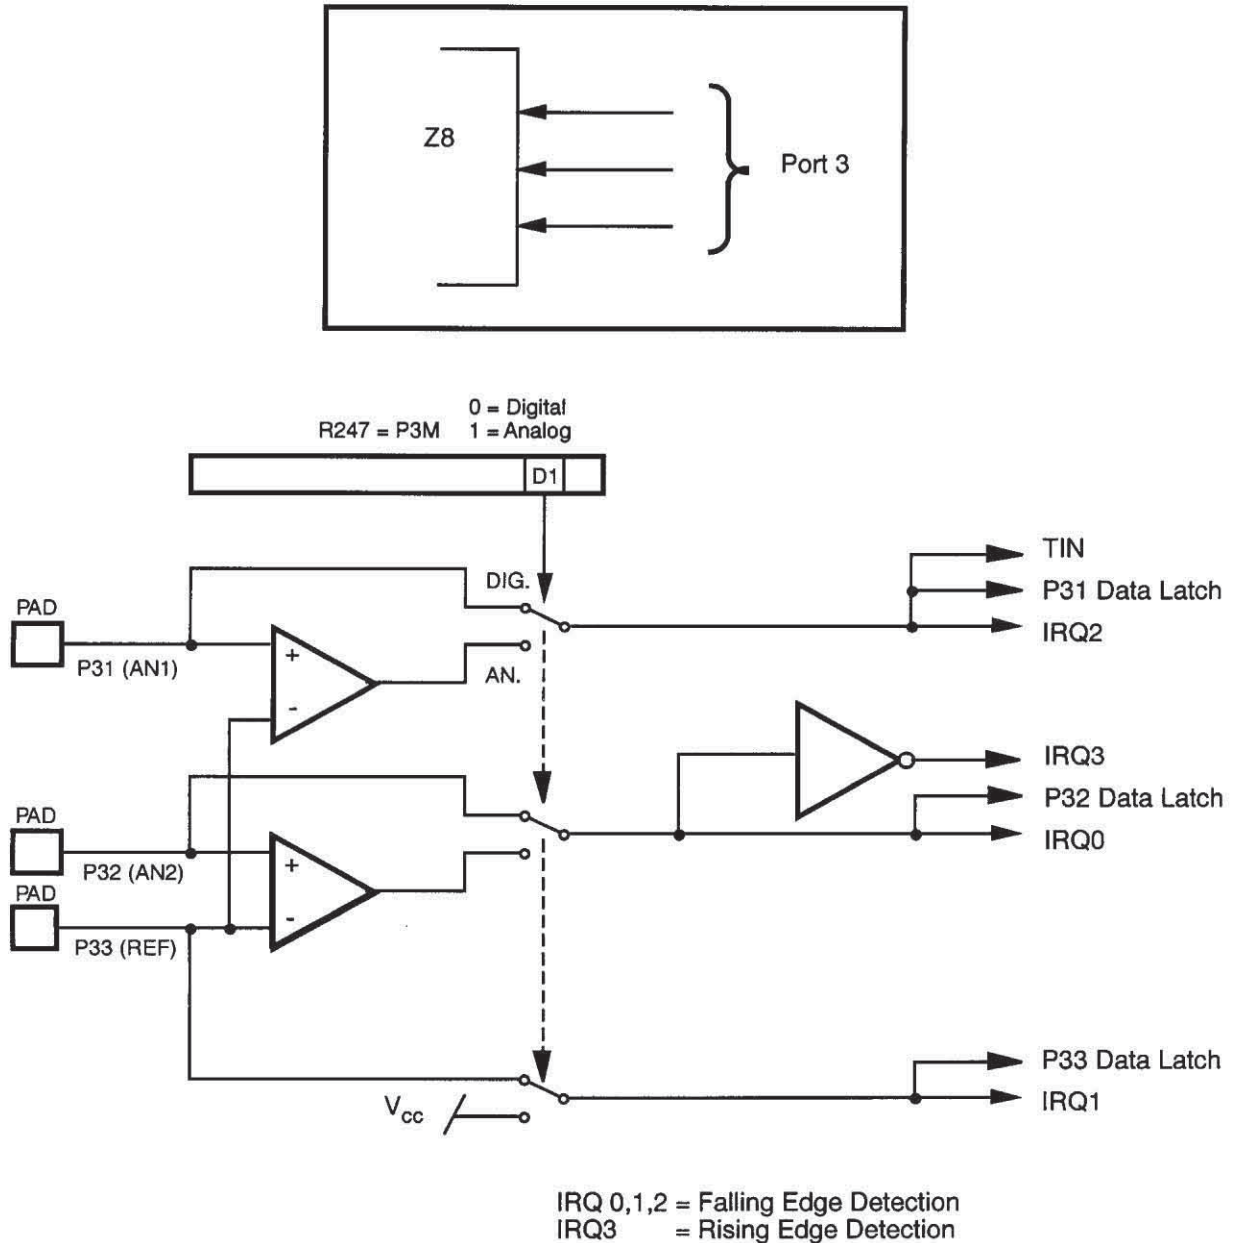 Z8
Port 3
0 = Digital
R247 = P3M 1 = Analog
D1
TIN
DIG.
P31 Data Latch
PAD
IRQ2
P31 (AN1)
+
AN.
-
IRQ3
P32 Data Latch
PAD
IRQ0
+
P32 (AN2)
PAD
-
P33 (REF)
P33 Data Latch
Vcc
IRQ1
IRQ 0,1,2 = Falling Edge Detection
IRQ3 = Rising Edge Detection